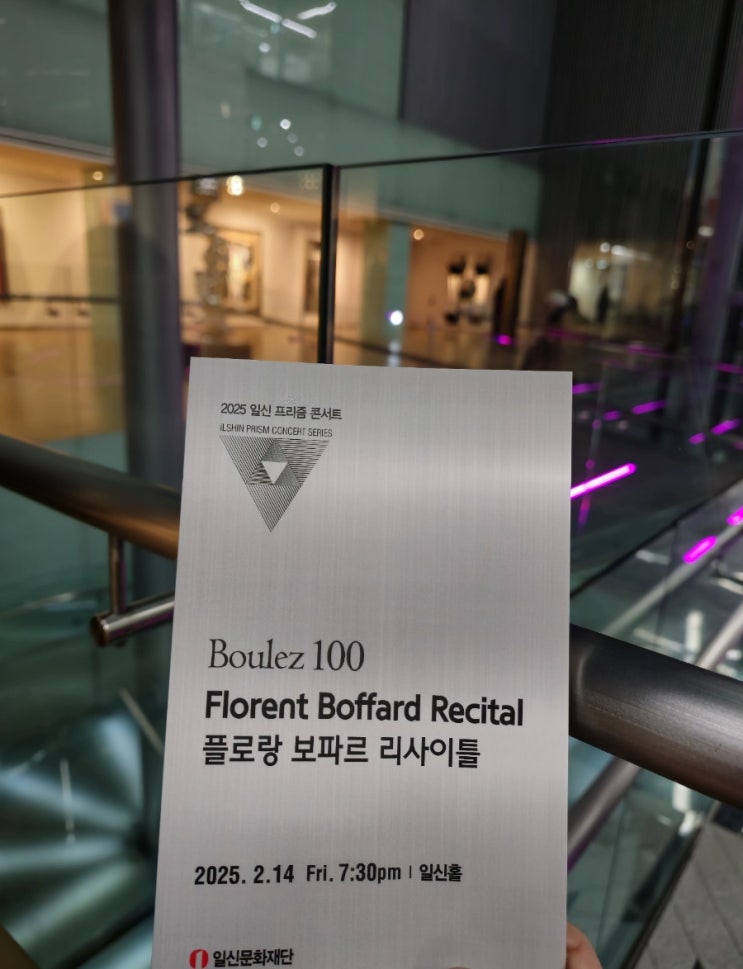 2025 일신 프리즘 콘서트
ILSHIN PRISM CONCERT SERIES
Boulez 100
Florent Boffard Recital
플로랑 보파르 리사이틀
2025. 2.14 Fri. 7:30pm | 일신홀
일신문화재단